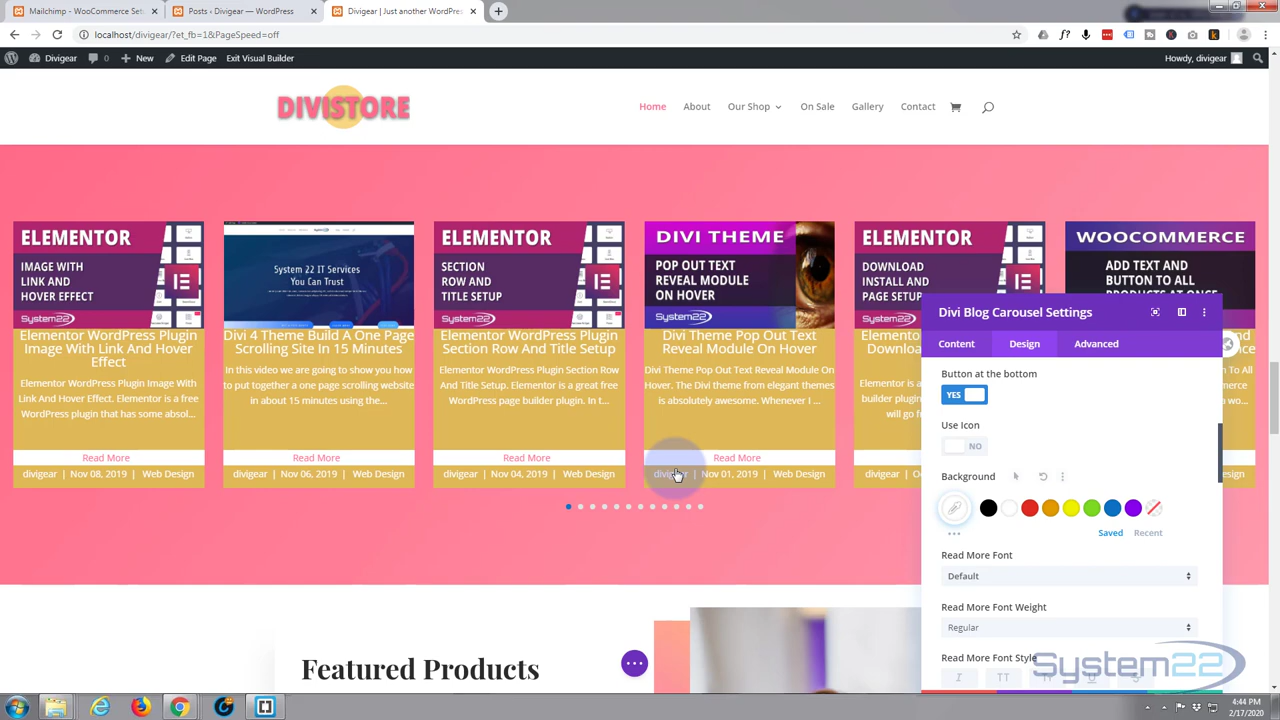 Mailchimp - WooCommerce Set
Posts ‹ Divigear — WordPress
Divigear | Just another WordPres
localhost/divigear/?et_fb=1&PageSpeed=off
Divigear
0
New
Edit Page
Exit Visual Builder
Howdy, divigear
DIVISTORE
Home
About
Our Shop
On Sale
Gallery
Contact
ELEMENTOR
IMAGE WITH
LINK AND
HOVER EFFECT
System22
Elementor WordPress Plugin
Image With Link And Hover
Effect
Elementor WordPress Plugin Image With
Link And Hover Effect. Elementor is a free
WordPress plugin that has some absol...
Read More
divigear | Nov 08, 2019 | Web Design
System 22 IT Services
You Can Trust
Divi 4 Theme Build A One Page
Scrolling Site In 15 Minutes
In this video we are going to show you how
to put together a one page scrolling website
in about 15 minutes using the...
Read More
divigear | Nov 06, 2019 | Web Design
ELEMENTOR
SECTION
ROW AND
TITLE SETUP
System22
Elementor WordPress Plugin
Section Row And Title Setup
Elementor WordPress Plugin Section Row
And Title Setup. Elementor is a great free
WordPress page builder plugin. In t...
Read More
divigear | Nov 04, 2019 | Web Design
DIVI THEME
POP OUT TEXT
REVEAL MODULE
ON HOVER
System22
Divi Theme Pop Out Text
Reveal Module On Hover
Divi Theme Pop Out Text Reveal Module On
Hover. The Divi theme from elegant themes
is absolutely awesome. Whenever I ...
Read More
divigear | Nov 01, 2019 | Web Design
ELEMENTOR
DOWNLOAD
INSTALL AND
PAGE SETUP
System22
Elemento
Downlo
Elementor is a
builder plugin
will go f
divigear | O
WOOCOMMERCE
ADD TEXT AND
BUTTON TO ALL
Divi Blog Carousel Settings
Content
Design
Advanced
Button at the bottom
YES
Use Icon
NO
Background
Saved
Recent
Read More Font
Default
Read More Font Weight
Regular
Read More Font Style
TT
Featured Products
System22
4:44 PM
2/17/2020